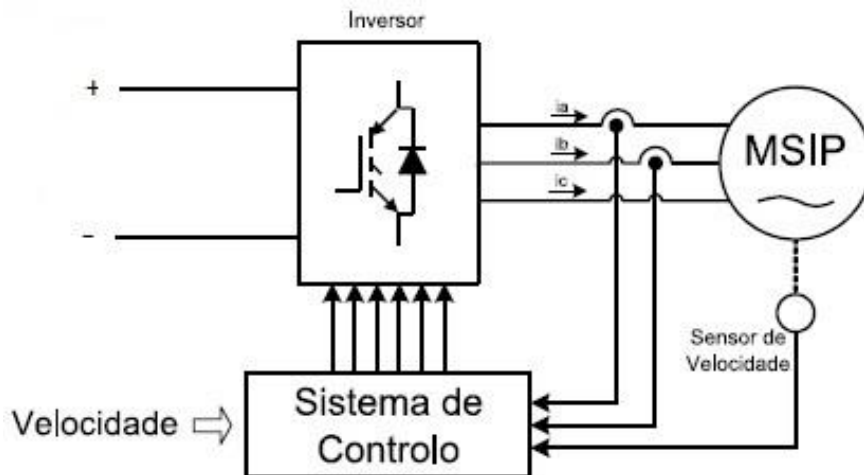 Inversor
+
ia
ib
MSIP
ic
−
Sensor de
Velocidade
Sistema de
Controlo
Velocidade